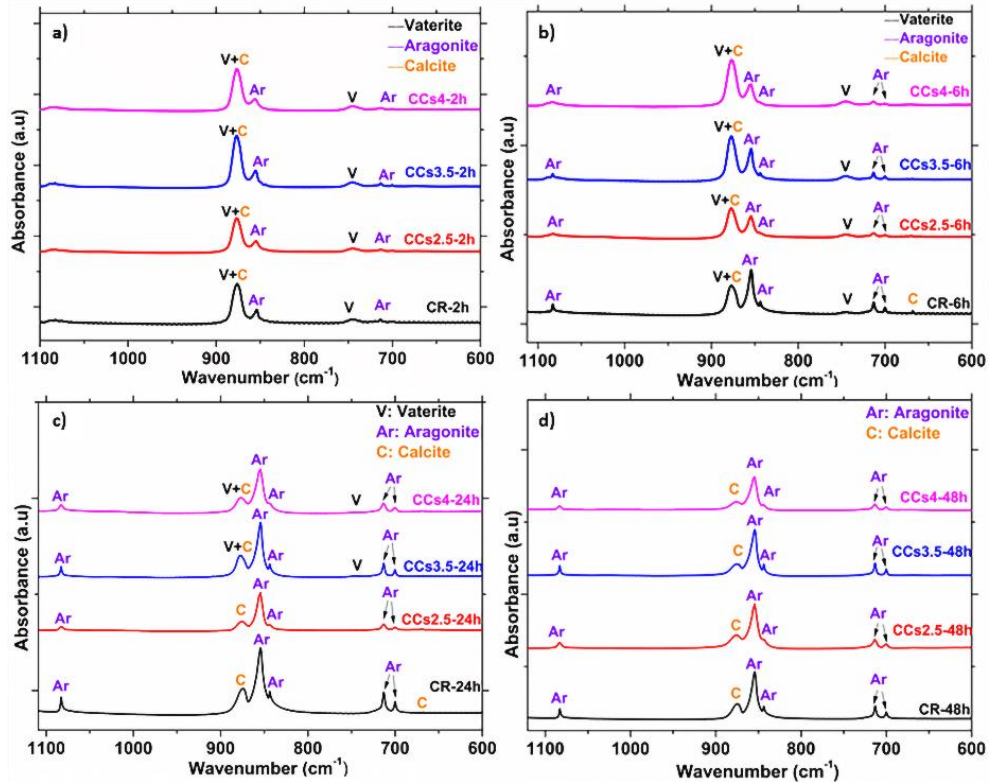 a)
Vaterite
Aragonite
Calcite
V+C
Ar
V
Ar
CCs4-2h
V+C
Ar
V
Ar
CCs3.5-2h
V+C
Ar
V
Ar
CCs2.5-2h
V+C
Ar
V
Ar
CR-2h
Absorbance (a.u)
1100 1000 900 800 700 600
Wavenumber (cm-1)
b)
Vaterite
Aragonite
Calcite
V+C
Ar
Ar
Ar
V
Ar
CCs4-6h
V+C
Ar
Ar
Ar
V
Ar
CCs3.5-6h
V+C
Ar
Ar
Ar
V
Ar
CCs2.5-6h
V+C
Ar
Ar
Ar
V
Ar
C
CR-6h
Absorbance (a.u)
1100 1000 900 800 700 600
Wavenumber (cm-1)
c)
V: Vaterite
Ar: Aragonite
C: Calcite
Ar
V+C
Ar
Ar
V
Ar
CCs4-24h
Ar
V+C
Ar
Ar
V
Ar
CCs3.5-24h
Ar
C
Ar
Ar
Ar
CCs2.5-24h
Ar
C
Ar
Ar
Ar
C
CR-24h
Absorbance (a.u)
1100 1000 900 800 700 600
Wavenumber (cm-1)
d)
Ar: Aragonite
C: Calcite
Ar
C
Ar
Ar
Ar
CCs4-48h
Ar
C
Ar
Ar
Ar
CCs3.5-48h
Ar
C
Ar
Ar
Ar
CCs2.5-48h
Ar
C
Ar
Ar
Ar
CR-48h
Absorbance (a.u)
1100 1000 900 800 700 600
Wavenumber (cm-1)